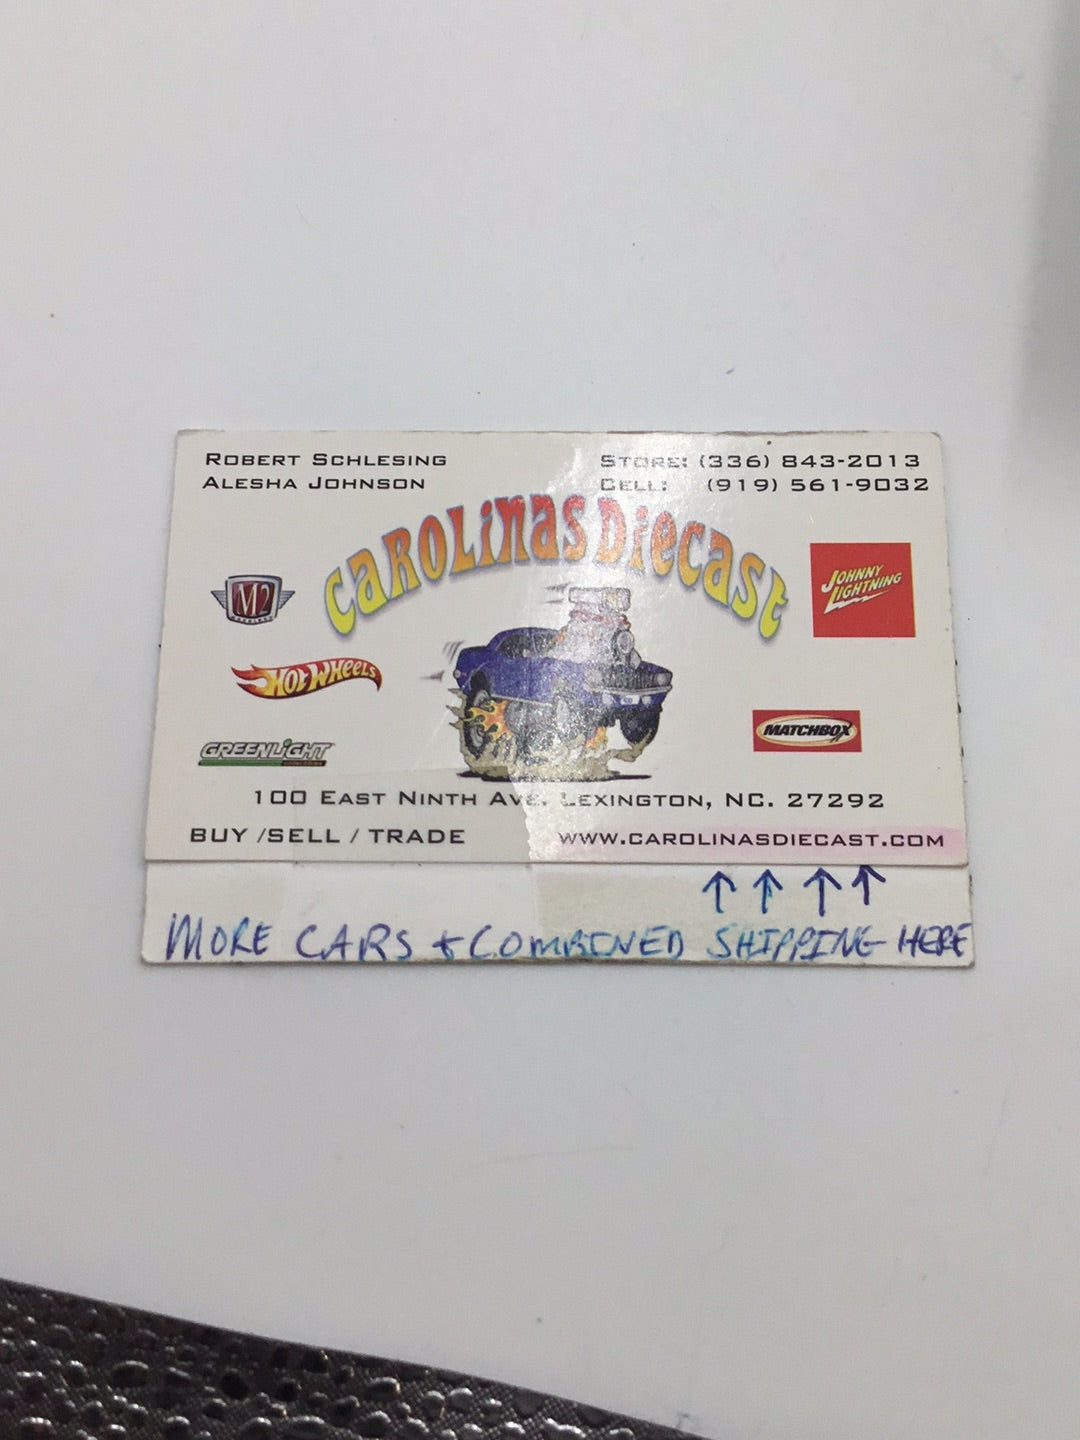 ROBERT SCHLESING
ALESHA JOHNSON
STORE: (336) 843-2013
CELL: (919) 561-9032
CAROLINAS DIECAST
M2
JOHNNY LIGHTNING
HOT WHEELS
GREENLIGHT
MATCHBOX
100 EAST NINTH AVE. LEXINGTON, NC. 27292
BUY /SELL / TRADE
WWW.CAROLINASDIECAST.COM
↑ ↑ ↑ ↑
MORE CARS + COMBINED SHIPPING HERE